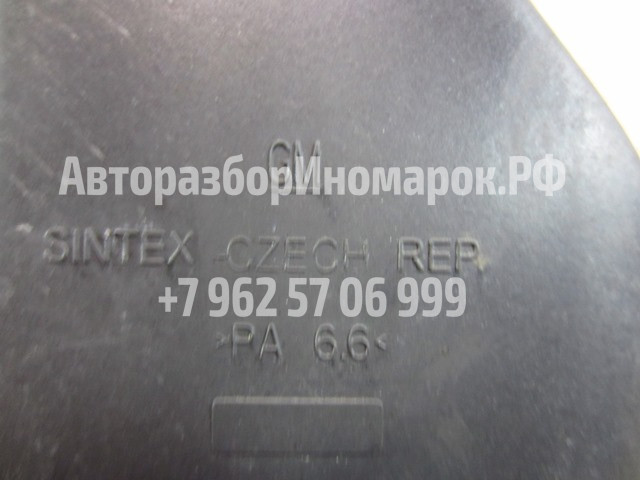 GM
АвторазборИномарок.РФ
SINTEX - CZECH REP.
+7 962 57 06 999
>PA 6.6<